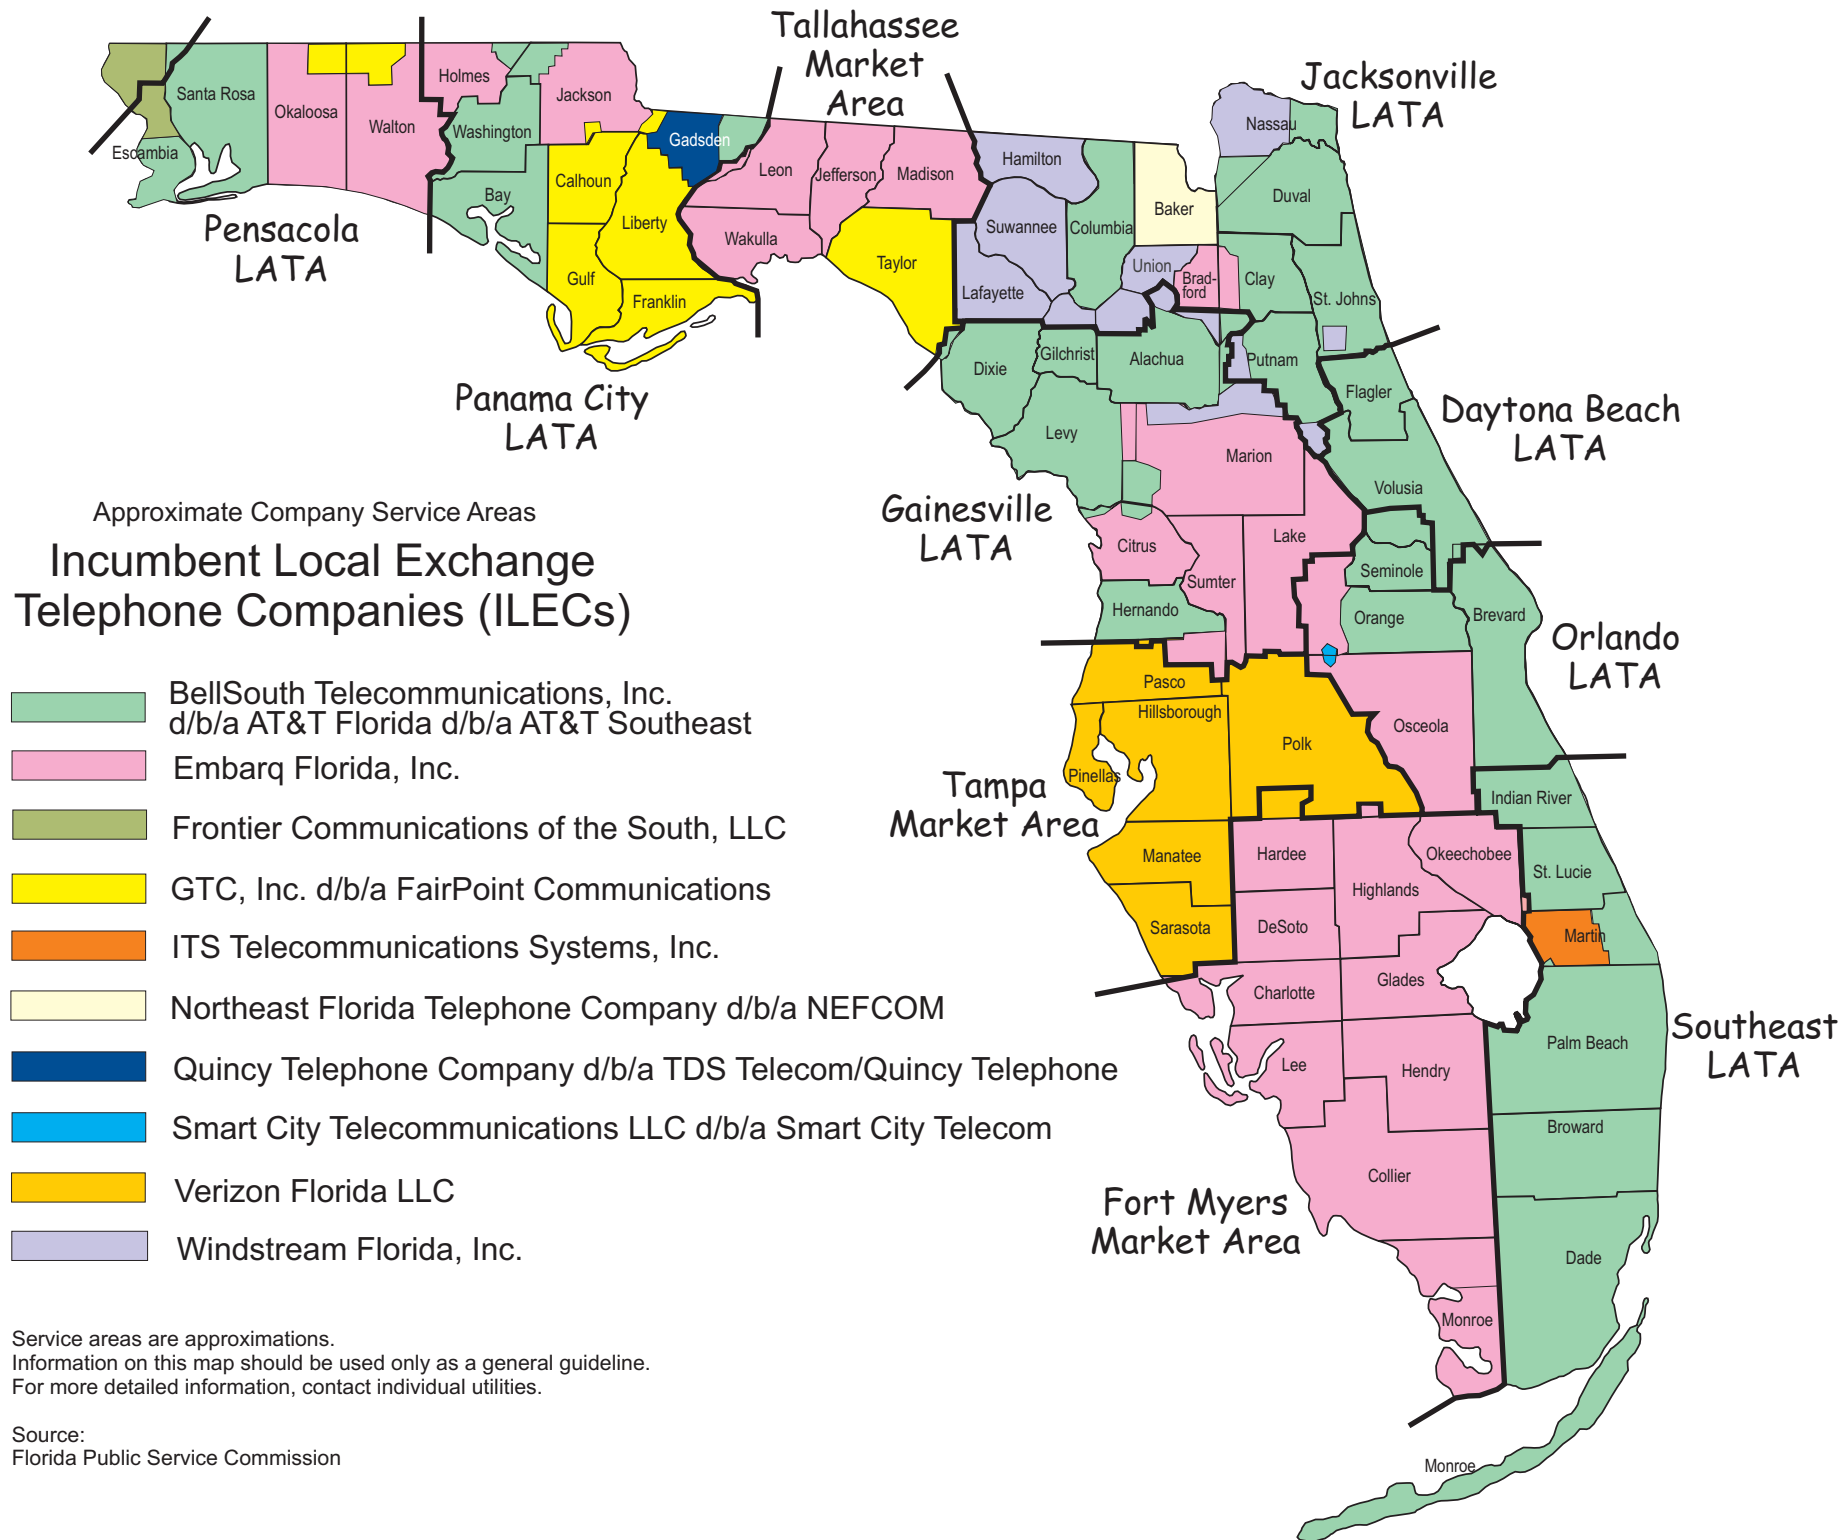 Tallahassee
Market
Area
Jacksonville
LATA
Pensacola
LATA
Panama City
LATA
Daytona Beach
LATA
Gainesville
LATA
Orlando
LATA
Tampa
Market Area
Southeast
LATA
Fort Myers
Market Area
Escambia
Santa Rosa
Okaloosa
Walton
Holmes
Washington
Jackson
Bay
Calhoun
Gulf
Liberty
Franklin
Gadsden
Leon
Wakulla
Jefferson
Madison
Taylor
Hamilton
Suwannee
Lafayette
Columbia
Baker
Nassau
Duval
Union
Brad-
ford
Clay
St. Johns
Dixie
Gilchrist
Alachua
Putnam
Flagler
Levy
Marion
Volusia
Citrus
Sumter
Lake
Seminole
Hernando
Orange
Brevard
Pasco
Hillsborough
Pinellas
Polk
Osceola
Indian River
Manatee
Hardee
Highlands
Okeechobee
St. Lucie
Sarasota
DeSoto
Martin
Charlotte
Glades
Lee
Hendry
Palm Beach
Broward
Collier
Dade
Monroe
Monroe
Approximate Company Service Areas
Incumbent Local Exchange
Telephone Companies (ILECs)
BellSouth Telecommunications, Inc.
d/b/a AT&T Florida d/b/a AT&T Southeast
Embarq Florida, Inc.
Frontier Communications of the South, LLC
GTC, Inc. d/b/a FairPoint Communications
ITS Telecommunications Systems, Inc.
Northeast Florida Telephone Company d/b/a NEFCOM
Quincy Telephone Company d/b/a TDS Telecom/Quincy Telephone
Smart City Telecommunications LLC d/b/a Smart City Telecom
Verizon Florida LLC
Windstream Florida, Inc.
Service areas are approximations.
Information on this map should be used only as a general guideline.
For more detailed information, contact individual utilities.
Source:
Florida Public Service Commission